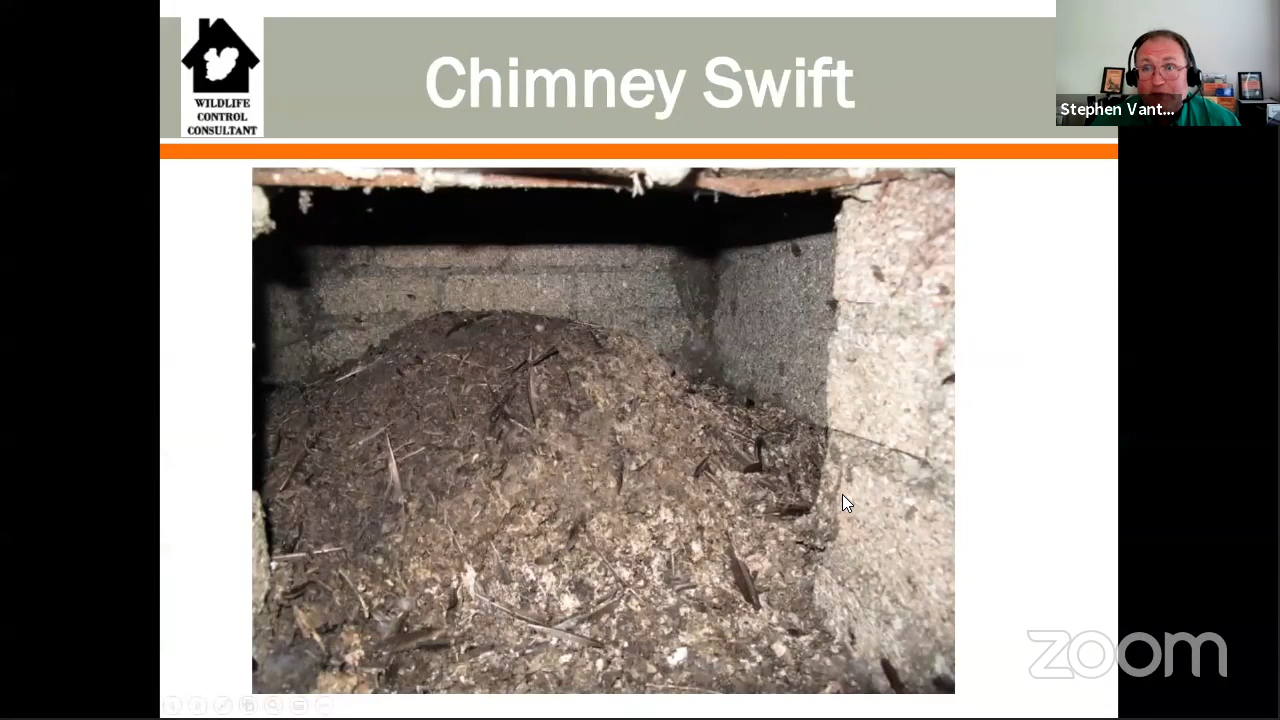 Chimney Swift
WILDLIFE
CONTROL
CONSULTANT
Stephen Vant...
zoom